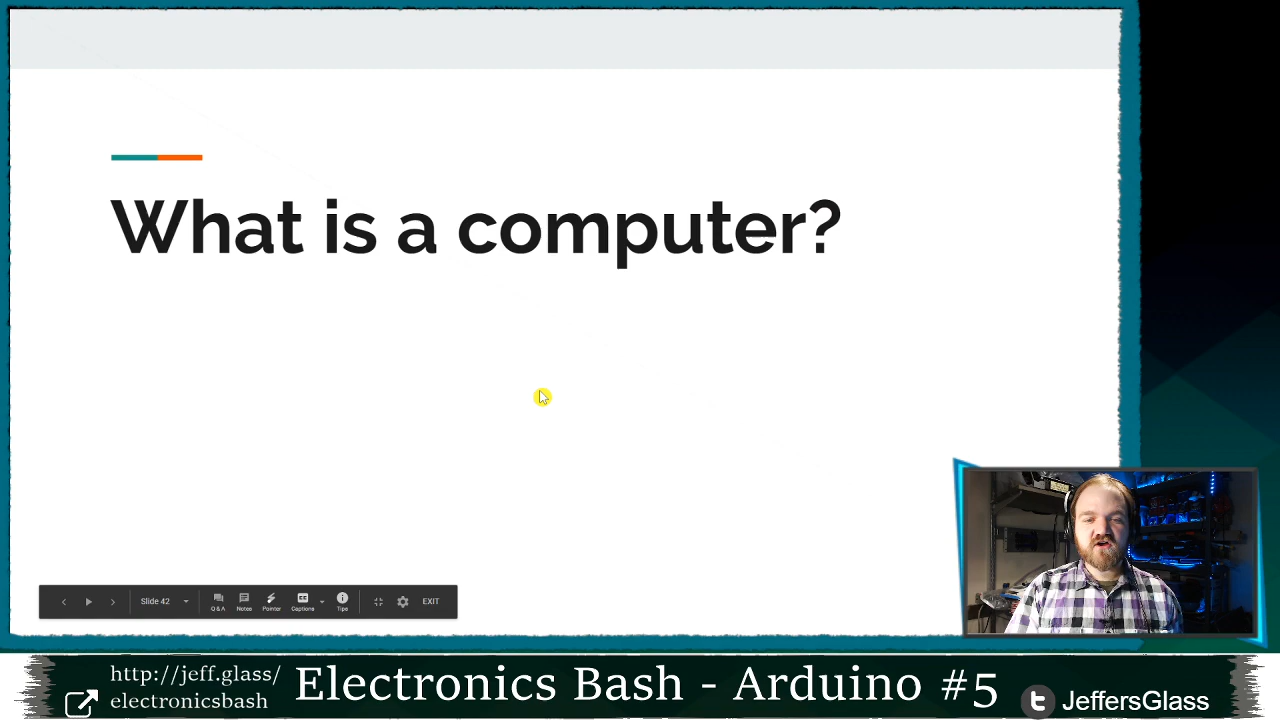 What is a computer?
Slide 42
Q & A
Notes
Pointer
Captions
Tips
EXIT
http://jeff.glass/
electronicsbash
Electronics Bash - Arduino #5
JeffersGlass